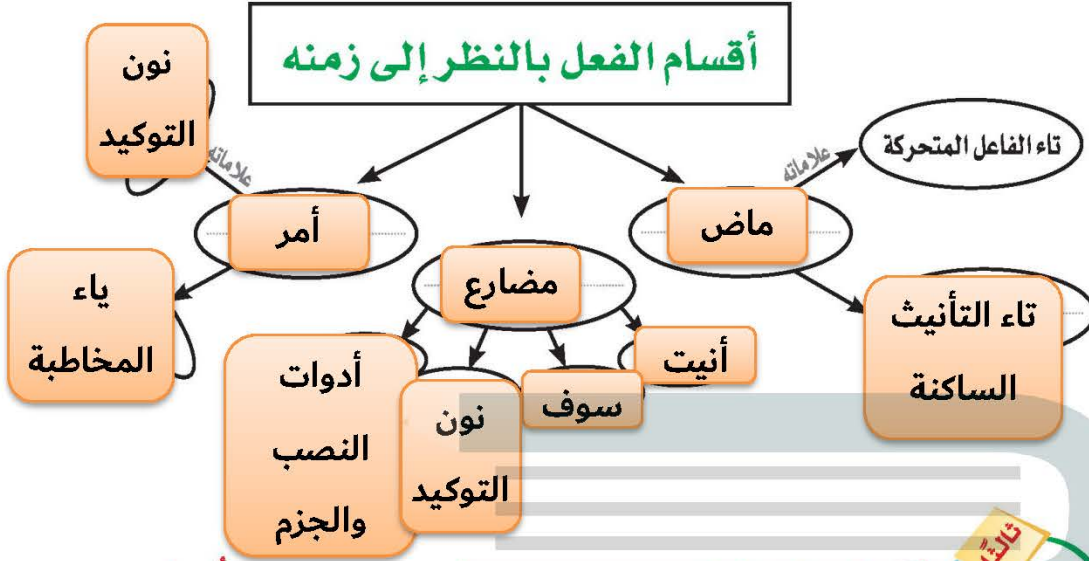 أقسام الفعل بالنظر إلى زمنه
تاء الفاعل المتحركة
علاماته
ماض
تاء التأنيث
الساكنة
مضارع
أنيت
سوف
نون
التوكيد
أدوات
النصب
والجزم
أمر
علاماته
نون
التوكيد
ياء
المخاطبة
ثالثًا